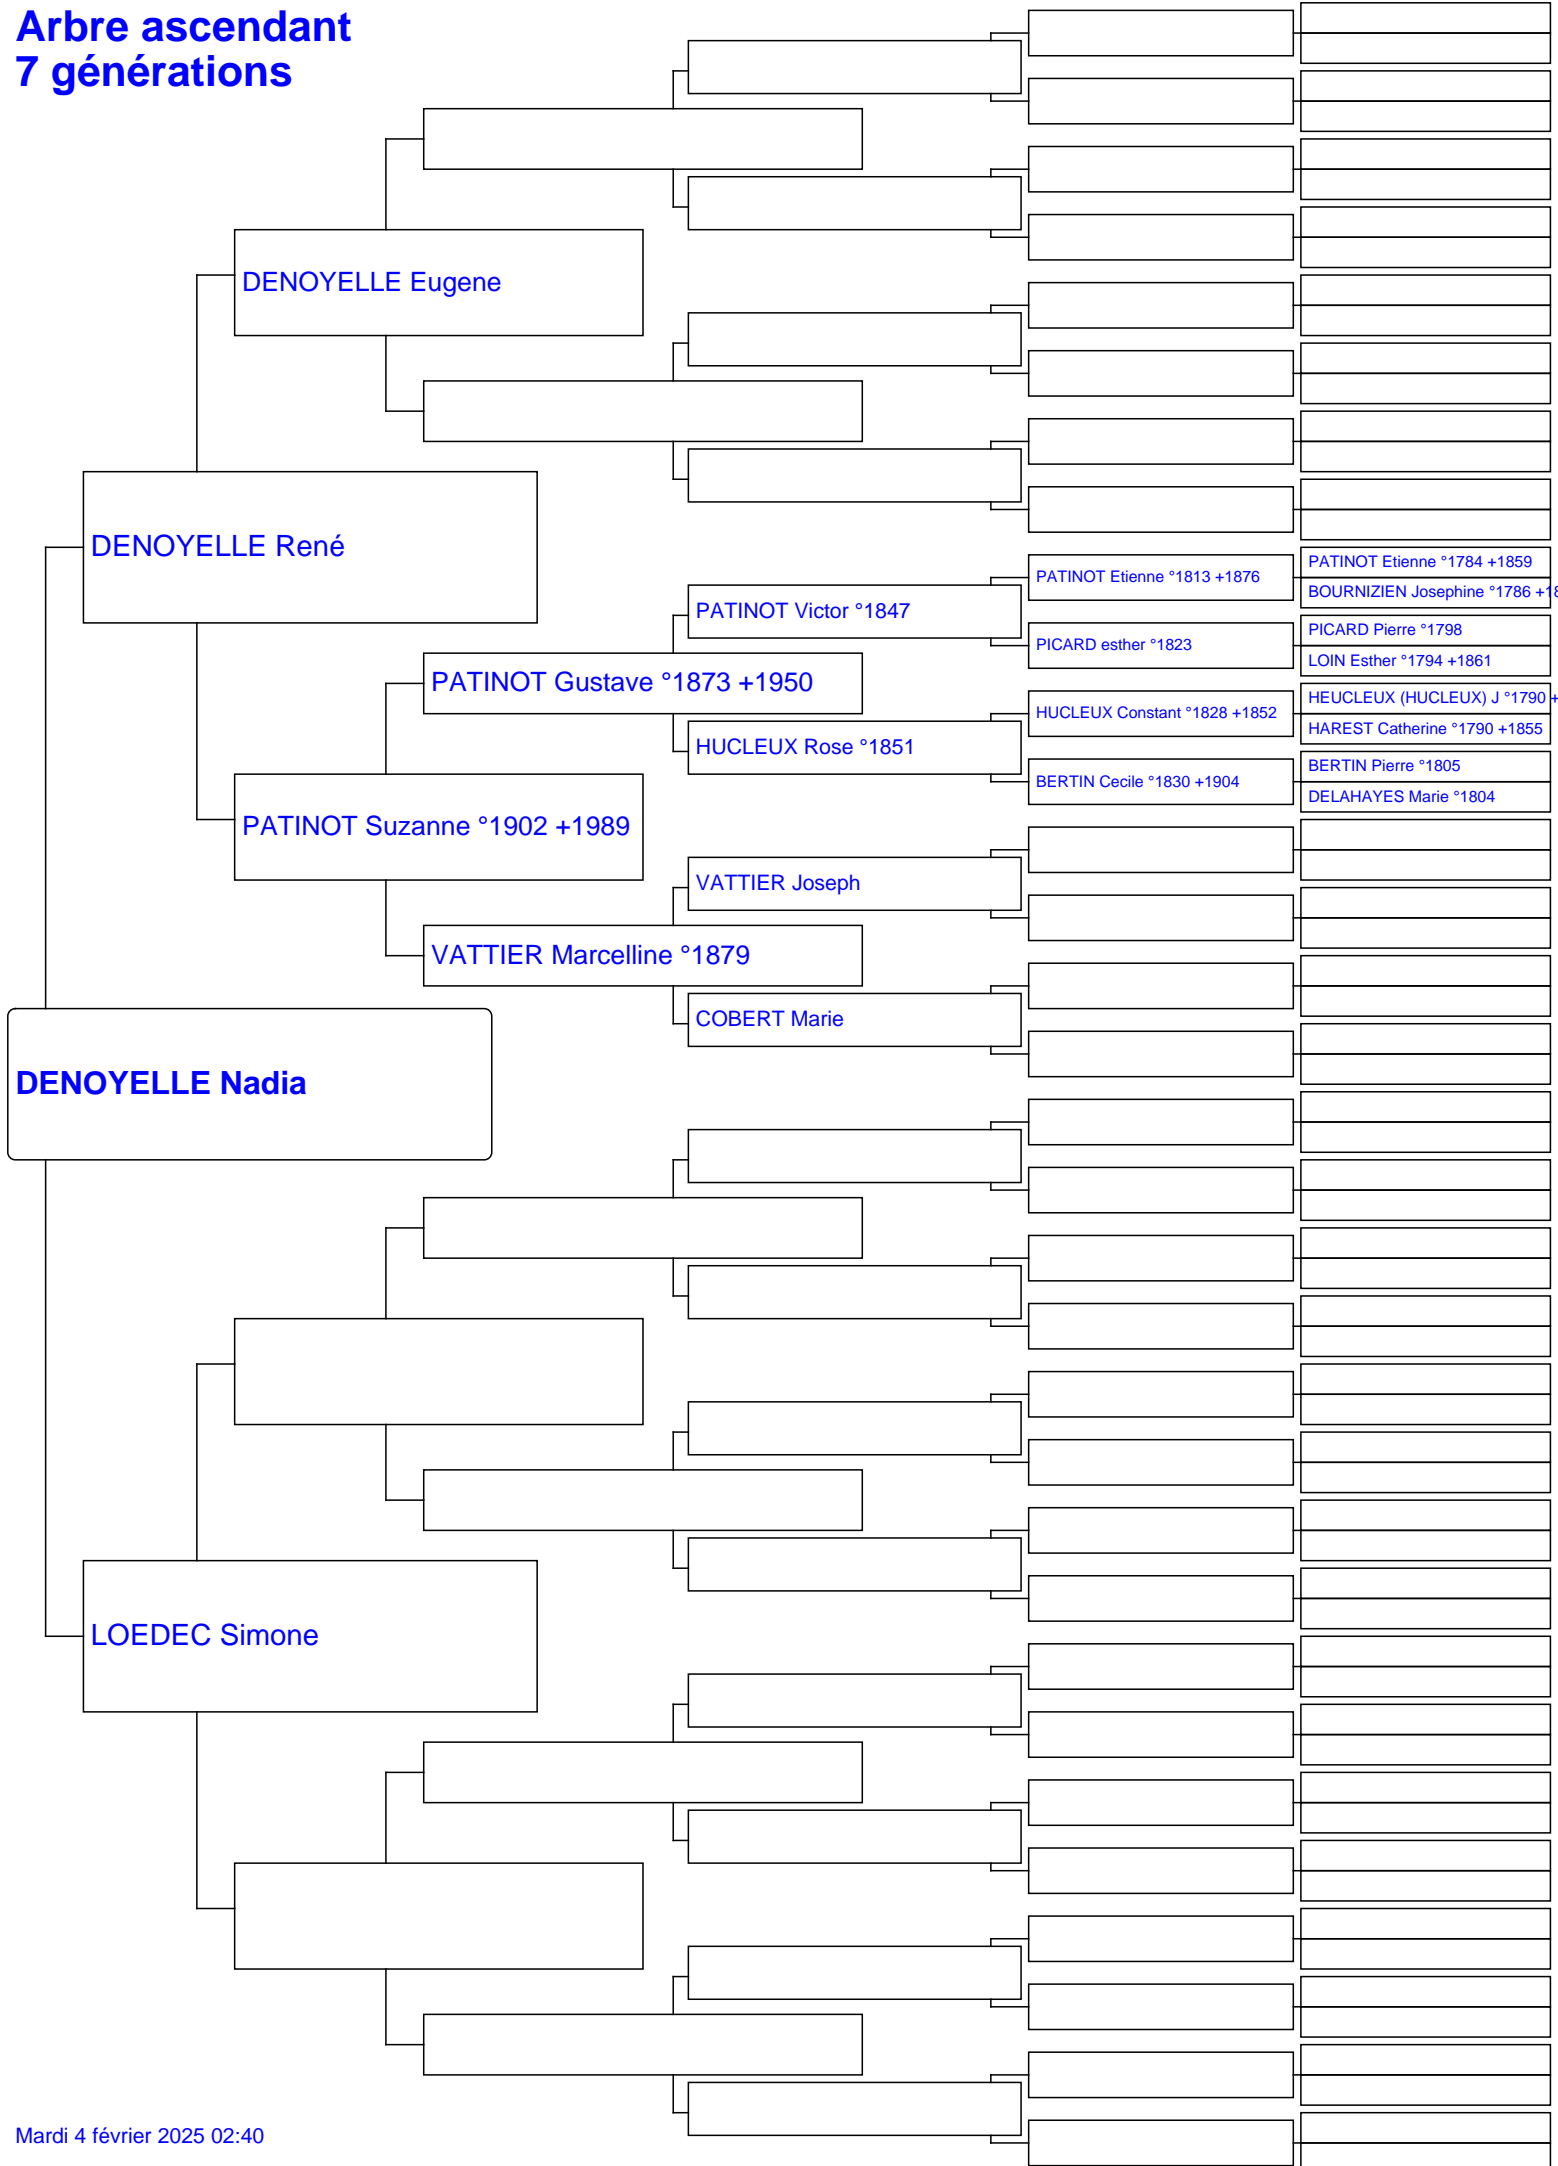 Arbre ascendant
7 générations
DENOYELLE Eugene
DENOYELLE René
PATINOT Etienne °1813 +1876
PATINOT Etienne °1784 +1859
BOURNIZIEN Josephine °1786
PATINOT Victor °1847
PICARD esther °1823
PICARD Pierre °1798
LOIN Esther °1794 +1861
PATINOT Gustave °1873 +1950
HUCLEUX Constant °1828 +1852
HEUCLEUX (HUCLEUX) J °1790 +
HAREST Catherine °1790 +1855
HUCLEUX Rose °1851
BERTIN Cecile °1830 +1904
BERTIN Pierre °1805
DELAHAYES Marie °1804
PATINOT Suzanne °1902 +1989
VATTIER Joseph
VATTIER Marcelline °1879
COBERT Marie
DENOYELLE Nadia
LOEDEC Simone
Mardi 4 février 2025 02:40